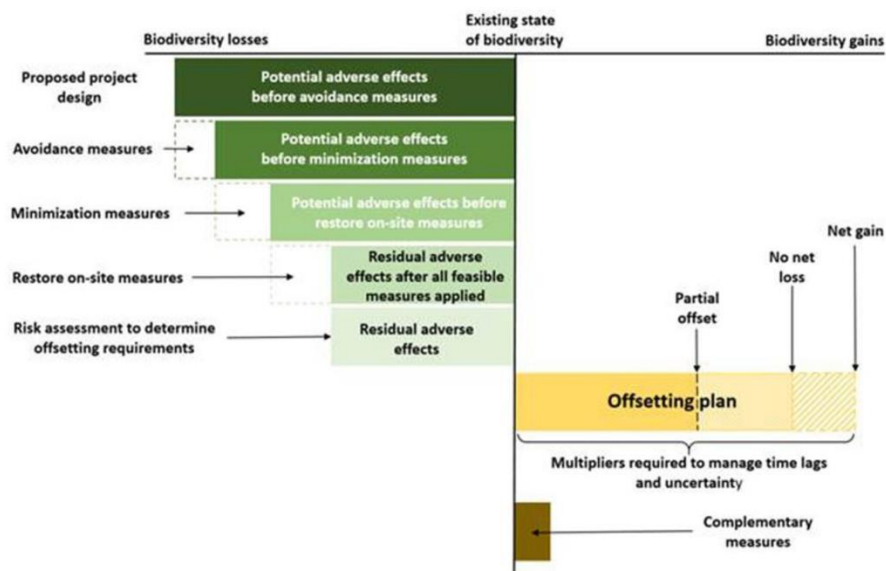 Existing state
of biodiversity
Biodiversity losses
Biodiversity gains
Proposed project
design
Potential adverse effects
before avoidance measures
Avoidance measures
Potential adverse effects
before minimization measures
Minimization measures
Potential adverse effects before
restore on-site measures
Restore on-site measures
Residual adverse
effects after all feasible
measures applied
Risk assessment to determine
offsetting requirements
Residual adverse
effects
Net gain
No net
loss
Partial
offset
Offsetting plan
Multipliers required to manage time lags
and uncertainty
Complementary
measures